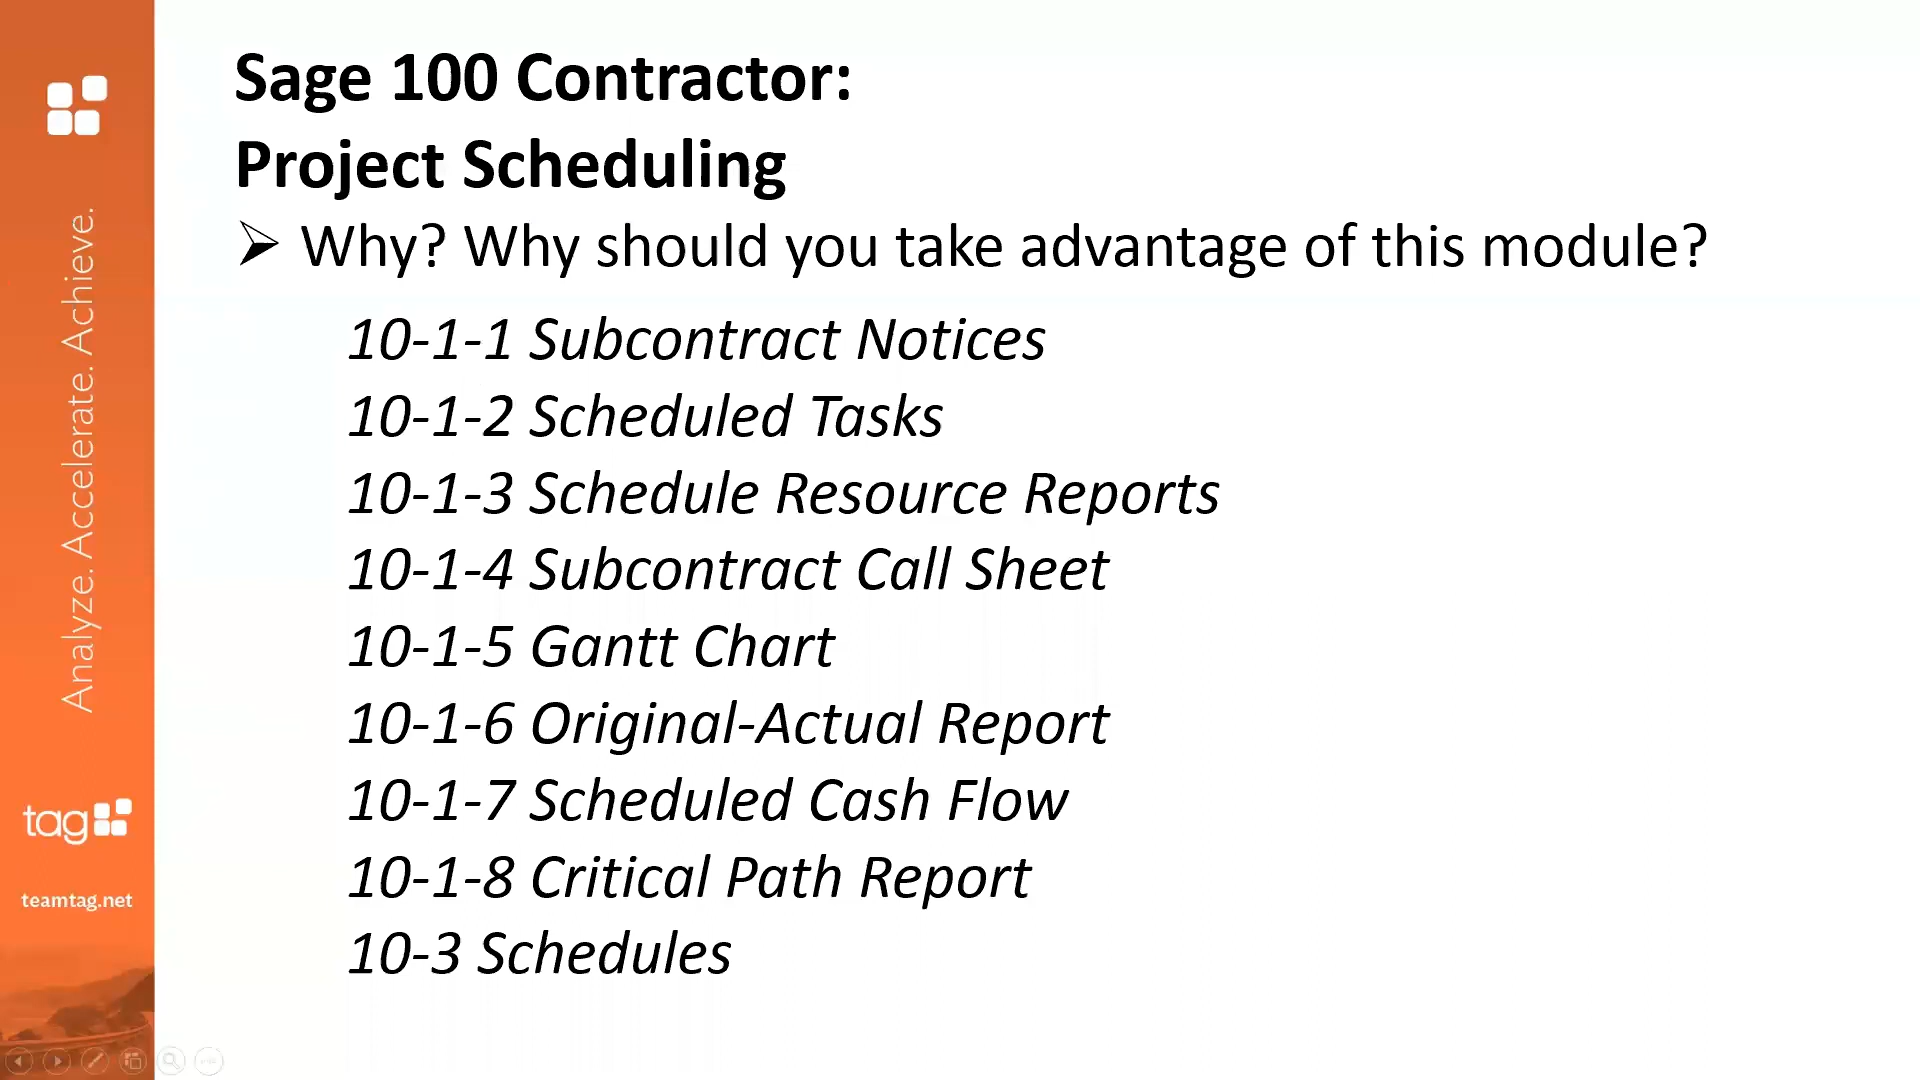 Sage 100 Contractor:
Project Scheduling
Why? Why should you take advantage of this module?
10-1-1 Subcontract Notices
10-1-2 Scheduled Tasks
10-1-3 Schedule Resource Reports
10-1-4 Subcontract Call Sheet
10-1-5 Gantt Chart
10-1-6 Original-Actual Report
10-1-7 Scheduled Cash Flow
10-1-8 Critical Path Report
10-3 Schedules
Analyze. Accelerate. Achieve.
tag
teamtag.net